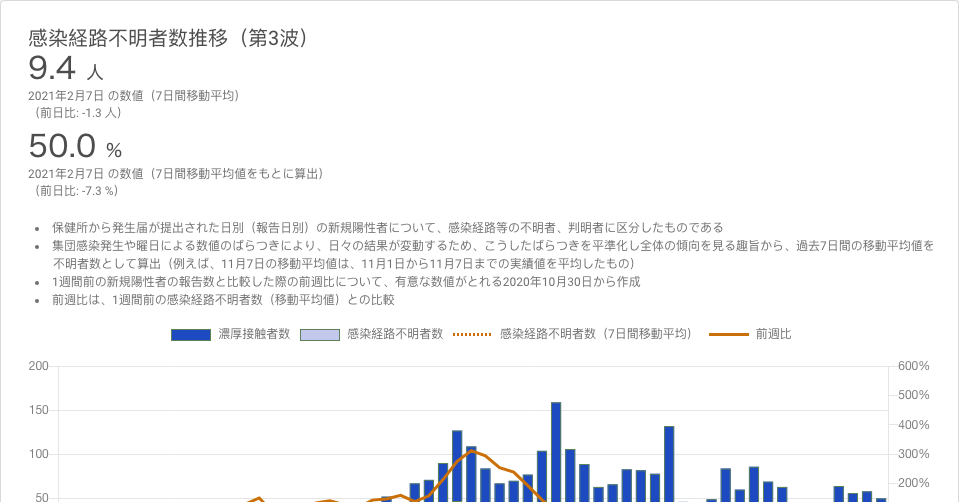 感染経路不明者数推移（第3波）
9.4 人
2021年2月7日 の数値（7日間移動平均）
（前日比: -1.3 人）
50.0 %
2021年2月7日 の数値（7日間移動平均値をもとに算出）
（前日比: -7.3 %）
• 保健所から発生届が提出された日別（報告日別）の新規陽性者について、感染経路等の不明者、判明者に区分したものである
• 集団感染発生や曜日による数値のばらつきにより、日々の結果が変動するため、こうしたばらつきを平準化し全体の傾向を見る趣旨から、過去7日間の移動平均値を
不明者数として算出（例えば、11月7日の移動平均値は、11月1日から11月7日までの実績値を平均したもの）
• 1週間前の新規陽性者の報告数と比較した際の前週比について、有意な数値がとれる2020年10月30日から作成
• 前週比は、1週間前の感染経路不明者数（移動平均値）との比較
濃厚接触者数 感染経路不明者数 感染経路不明者数（7日間移動平均） 前週比
200 600%
500%
150
400%
100 300%
200%
50